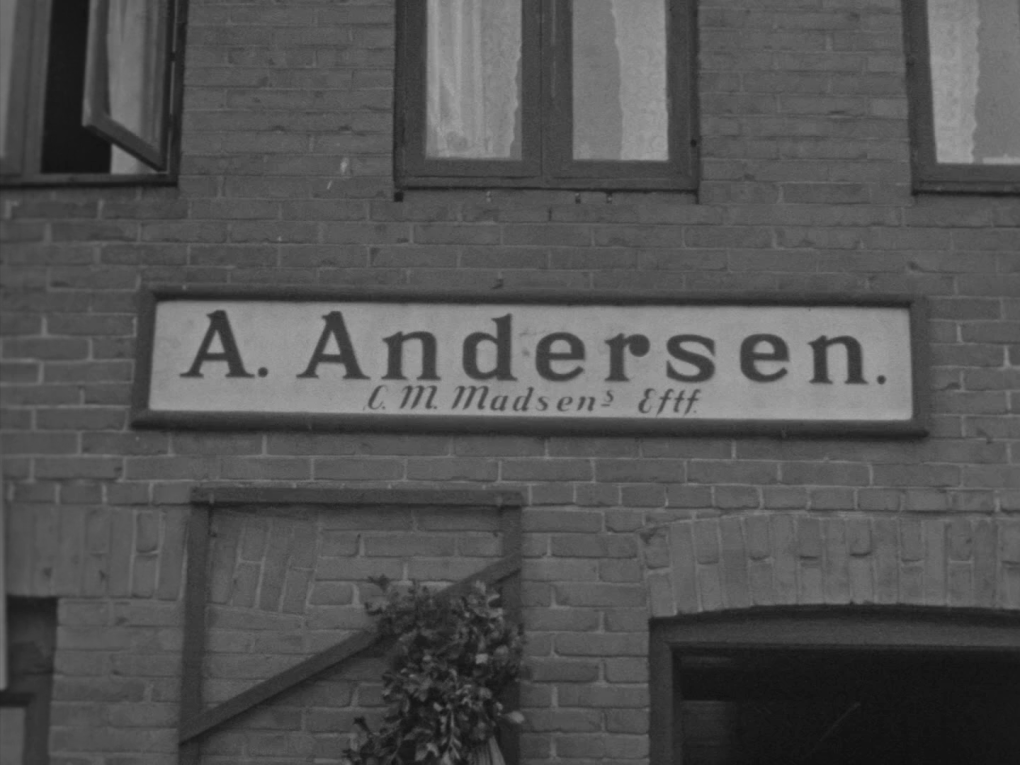 A. Andersen.
C. M. Madsens Eftf.